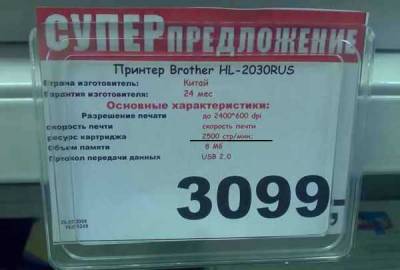 СУПЕР ПРЕДЛОЖЕНИЕ
Принтер Brother HL-2030RUS
Страна изготовитель: Китай
Гарантия изготовителя: 24 мес
Основные характеристики:
Разрешение печати до 2400*600 dpi
скорость печати скорость печати
ресурс картриджа 2500 стр/мин.
Объем памяти 8 Мб
Протокол передачи данных USB 2.0
3099,